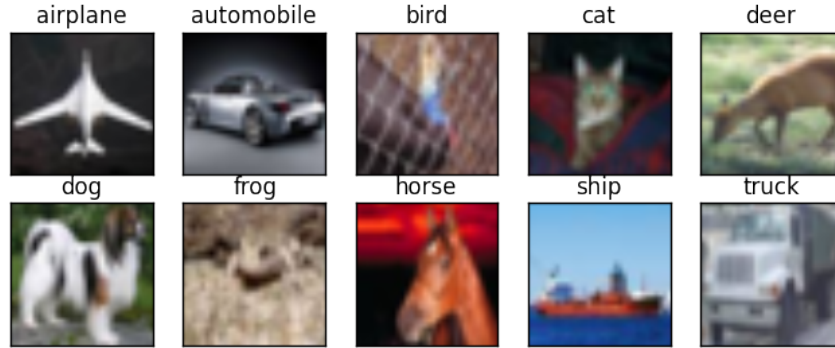 airplane automobile bird cat deer
dog frog horse ship truck